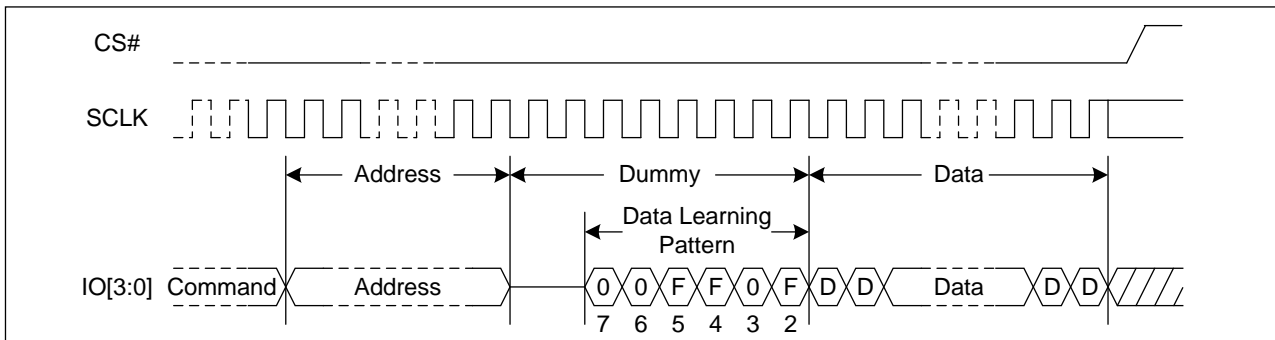 CS#
SCLK
Address Dummy Data
Data Learning
Pattern
IO[3:0] Command Address 0 0 F F 0 F D D Data D D
7 6 5 4 3 2